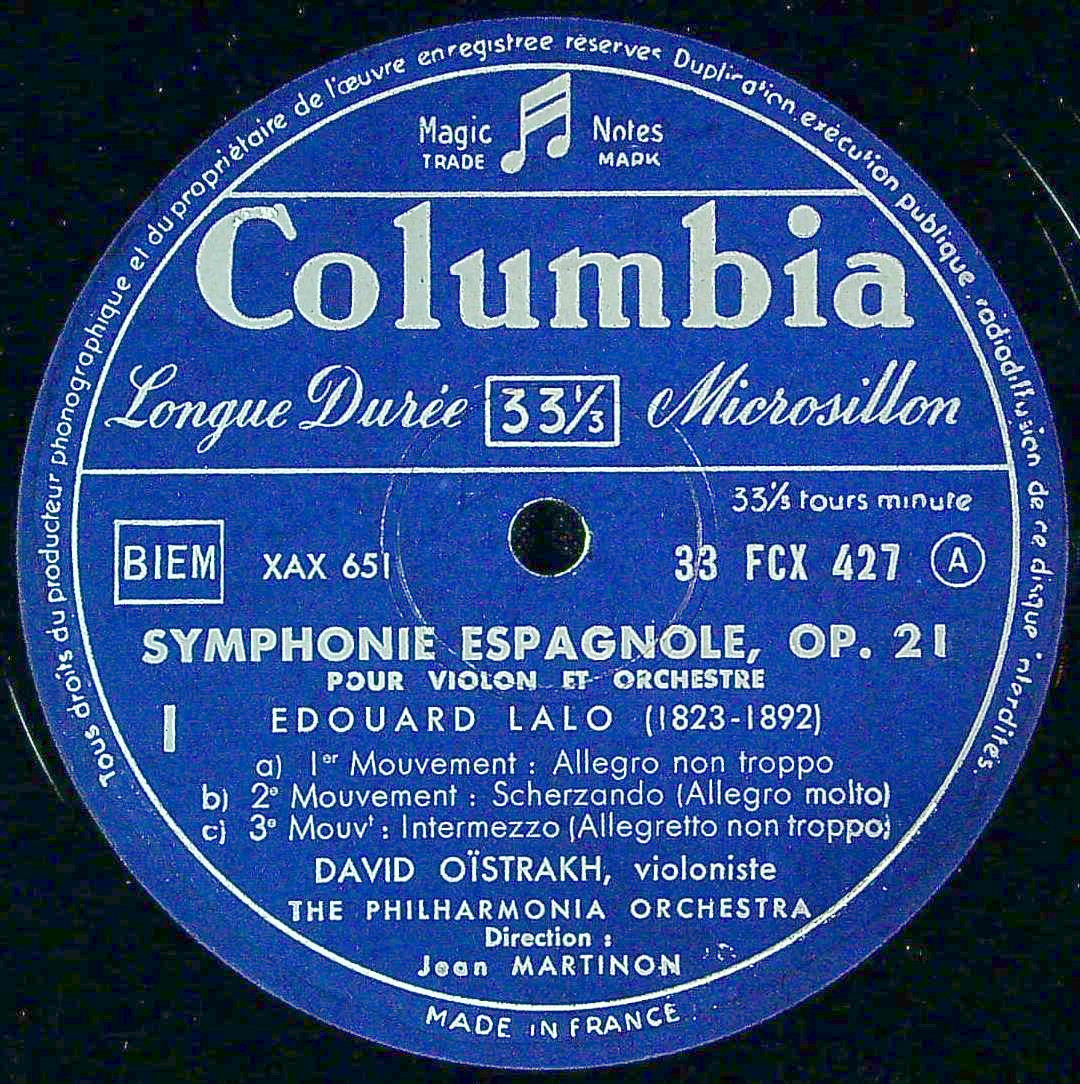 Tous droits du producteur phonographique et du propriétaire de l'œuvre enregistree réservés Duplication, exécution publique, radiodiffusion de ce disque interdites.
Magic Notes
TRADE MARK
Columbia
Longue Durée 33⅓ Microsillon
33⅓ tours minute
BIEM XAX 651 33 FCX 427 A
SYMPHONIE ESPAGNOLE, OP. 21
POUR VIOLON ET ORCHESTRE
I EDOUARD LALO (1823-1892)
a) 1er Mouvement : Allegro non troppo
b) 2e Mouvement : Scherzando (Allegro molto)
c) 3e Mouvt : Intermezzo (Allegretto non troppo)
DAVID OÏSTRAKH, violoniste
THE PHILHARMONIA ORCHESTRA
Direction :
Jean MARTINON
MADE IN FRANCE